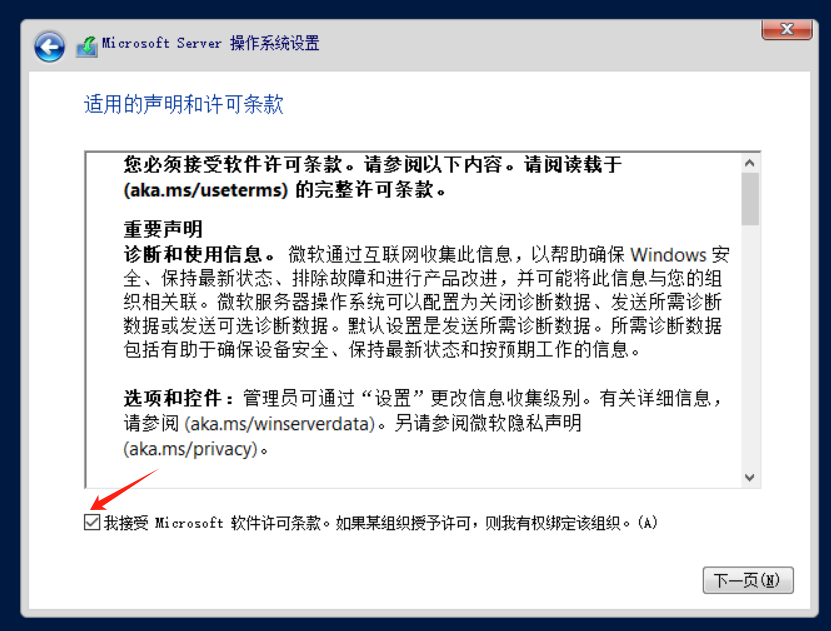 Microsoft Server 操作系统设置
适用的声明和许可条款
您必须接受软件许可条款。请参阅以下内容。请阅读载于
(aka.ms/useterms) 的完整许可条款。
重要声明
诊断和使用信息。 微软通过互联网收集此信息，以帮助确保 Windows 安
全、保持最新状态、排除故障和进行产品改进，并可能将此信息与您的组
织相关联。微软服务器操作系统可以配置为关闭诊断数据、发送所需诊断
数据或发送可选诊断数据。默认设置是发送所需诊断数据。所需诊断数据
包括有助于确保设备安全、保持最新状态和按预期工作的信息。
选项和控件：管理员可通过“设置”更改信息收集级别。有关详细信息，
请参阅 (aka.ms/winserverdata)。另请参阅微软隐私声明
(aka.ms/privacy)。
我接受 Microsoft 软件许可条款。如果某组织授予许可，则我有权绑定该组织。(A)
下一页(N)